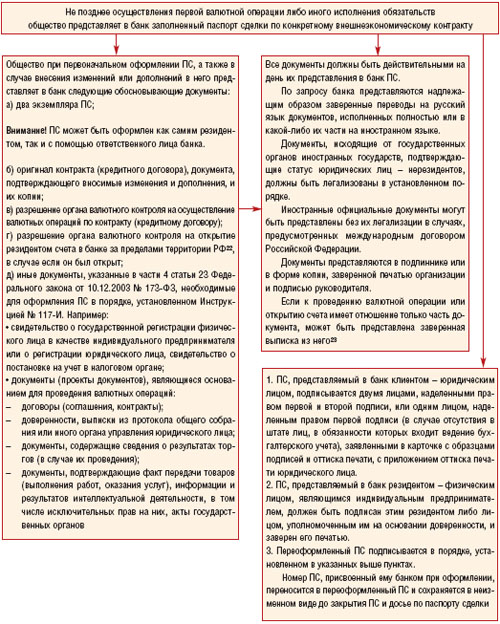 Не позднее осуществления первой валютной операции либо иного исполнения обязательств
общество представляет в банк заполненный паспорт сделки по конкретному внешнеэкономическому контракту
Общество при первоначальном оформлении ПС, а также в
случае внесения изменений или дополнений в него пред-
ставляет в банк следующие обосновывающие документы:
а) два экземпляра ПС;
Внимание! ПС может быть оформлен как самим резиден-
том, так и с помощью ответственного лица банка.
б) оригинал контракта (кредитного договора), документа,
подтверждающего вносимые изменения и дополнения, и
их копии;
в) разрешение органа валютного контроля на осуществление
валютных операций по контракту (кредитному договору);
г) разрешение органа валютного контроля на открытие
резидентом счета в банке за пределами территории РФ²²,
в случае если он был открыт;
д) иные документы, указанные в части 4 статьи 23 Феде-
рального закона от 10.12.2003 № 173-ФЗ, необходимые
для оформления ПС в порядке, установленном Инструк-
цией № 117-И. Например:
• свидетельство о государственной регистрации физичес-
кого лица в качестве индивидуального предпринимателя
или о регистрации юридического лица, свидетельство о
постановке на учет в налоговом органе;
• документы (проекты документов), являющиеся основани-
ем для проведения валютных операций:
– договоры (соглашения, контракты);
– доверенности, выписки из протокола общего собра-
ния или иного органа управления юридического лица;
– документы, содержащие сведения о результатах тор-
гов (в случае их проведения);
– документы, подтверждающие факт передачи товаров
(выполнения работ, оказания услуг), информации и
результатов интеллектуальной деятельности, в том
числе исключительных прав на них, акты государ-
ственных органов
Все документы должны быть действительными на
день их представления в банк ПС.
По запросу банка представляются надлежа-
щим образом заверенные переводы на русский
язык документов, исполненных полностью или в
какой-либо их части на иностранном языке.
Документы, исходящие от государственных
органов иностранных государств, подтверждаю-
щие статус юридических лиц – нерезидентов,
должны быть легализованы в установленном по-
рядке.
Иностранные официальные документы могут
быть представлены без их легализации в случаях,
предусмотренных международным договором
Российской Федерации.
Документы представляются в подлиннике или
в форме копии, заверенной печатью организации
и подписью руководителя.
Если к проведению валютной операции или
открытию счета имеет отношение только часть до-
кумента, может быть представлена заверенная
выписка из него²³
1. ПС, представляемый в банк клиентом – юридическим
лицом, подписывается двумя лицами, наделенными пра-
вом первой и второй подписи, или одним лицом, наде-
ленным правом первой подписи (в случае отсутствия в
штате лиц, в обязанности которых входит ведение бух-
галтерского учета), заявленными в карточке с образцами
подписей и оттиска печати, с приложением оттиска печа-
ти юридического лица.
2. ПС, представляемый в банк резидентом – физическим
лицом, являющимся индивидуальным предпринимате-
лем, должен быть подписан этим резидентом либо ли-
цом, уполномоченным им на основании доверенности, и
заверен его печатью.
3. Переоформленный ПС подписывается в порядке, уста-
новленном в указанных выше пунктах.
Номер ПС, присвоенный ему банком при оформлении,
переносится в переоформленный ПС и сохраняется в неиз-
менном виде до закрытия ПС и досье по паспорту сделки